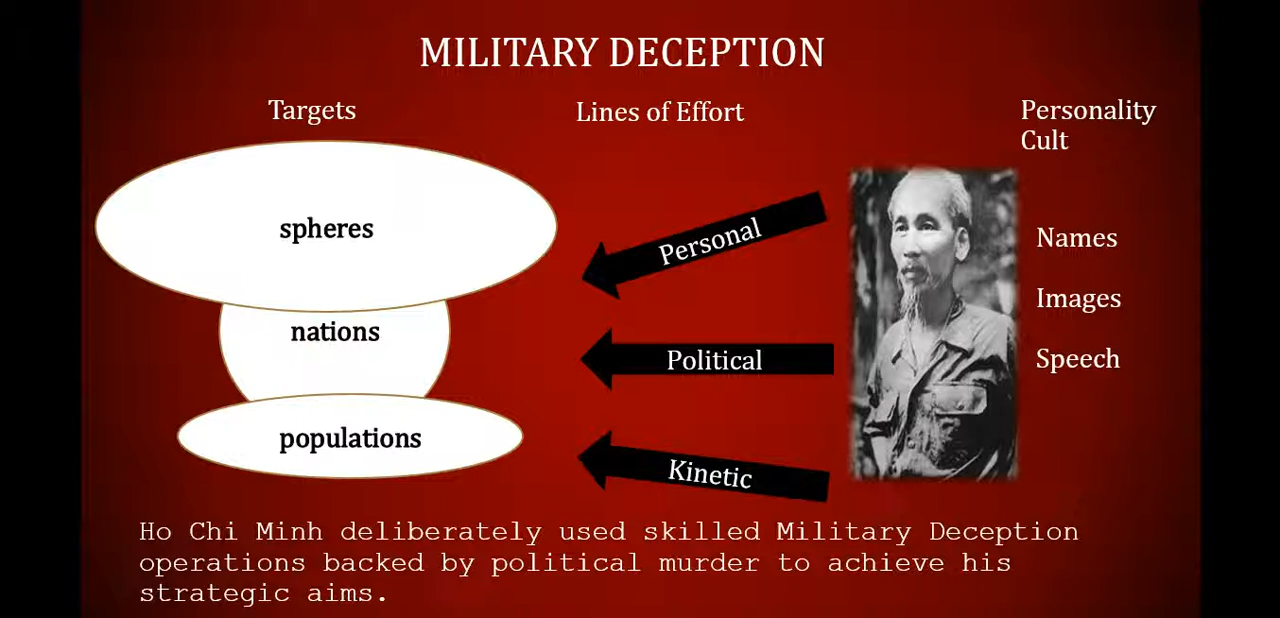 MILITARY DECEPTION
Targets
Lines of Effort
Personality
Cult
spheres
nations
populations
Personal
Political
Kinetic
Names
Images
Speech
Ho Chi Minh deliberately used skilled Military Deception
operations backed by political murder to achieve his
strategic aims.